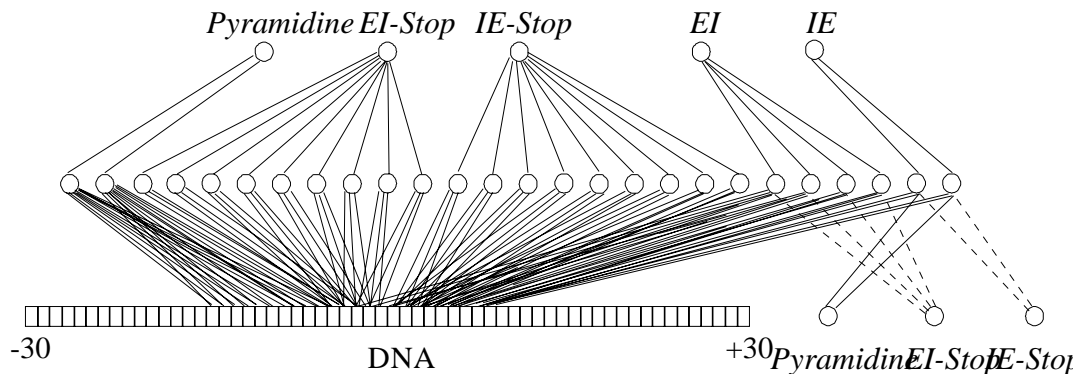 Pyramidine EI-Stop IE-Stop EI IE
-30 DNA +30 Pyramidine EI-Stop IE-Stop